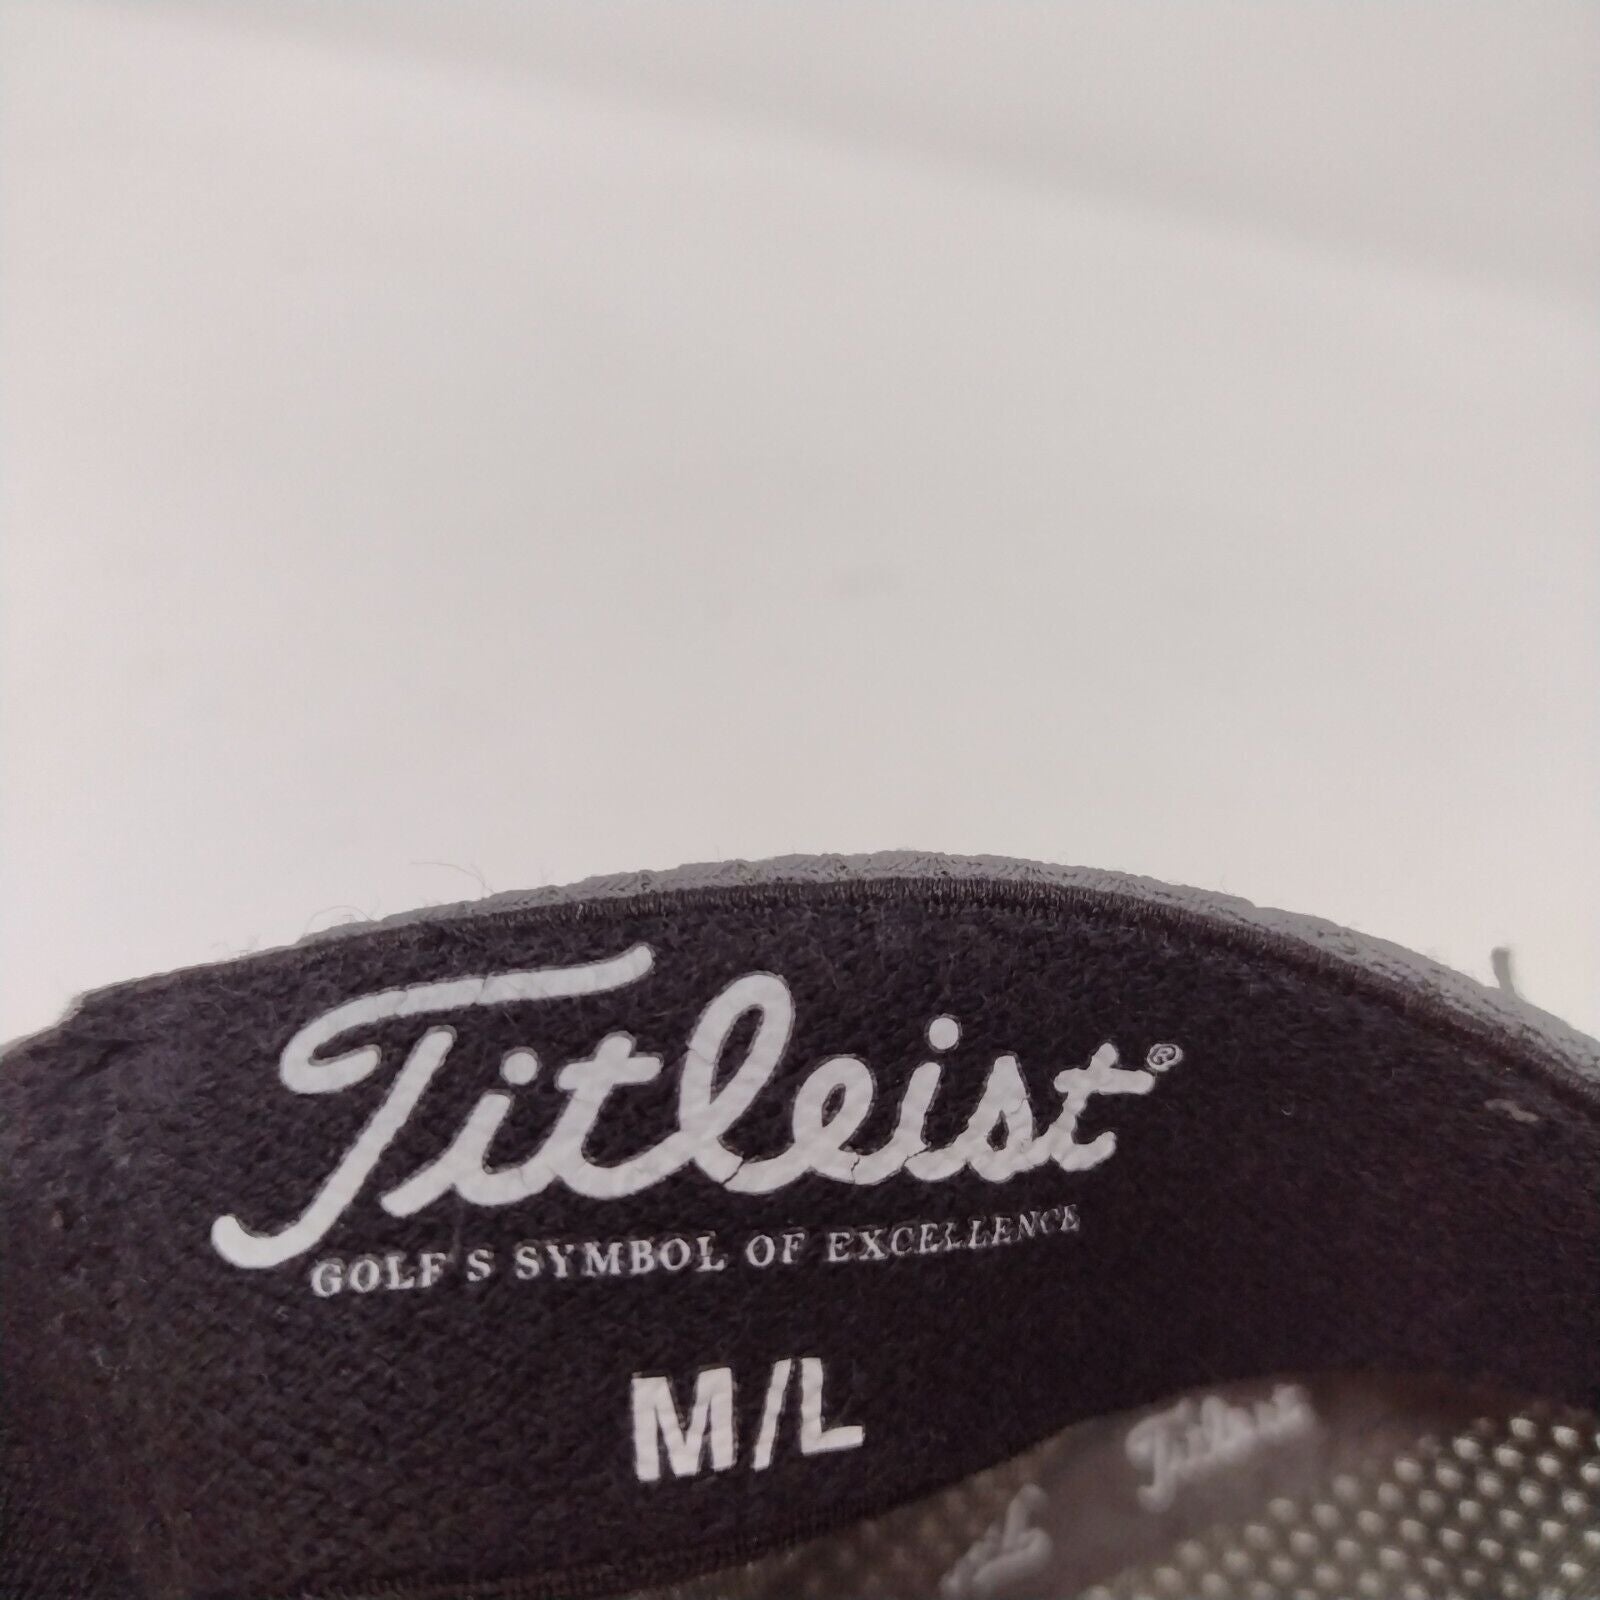 Titleist®
GOLF'S SYMBOL OF EXCELLENCE
M/L
Titleist